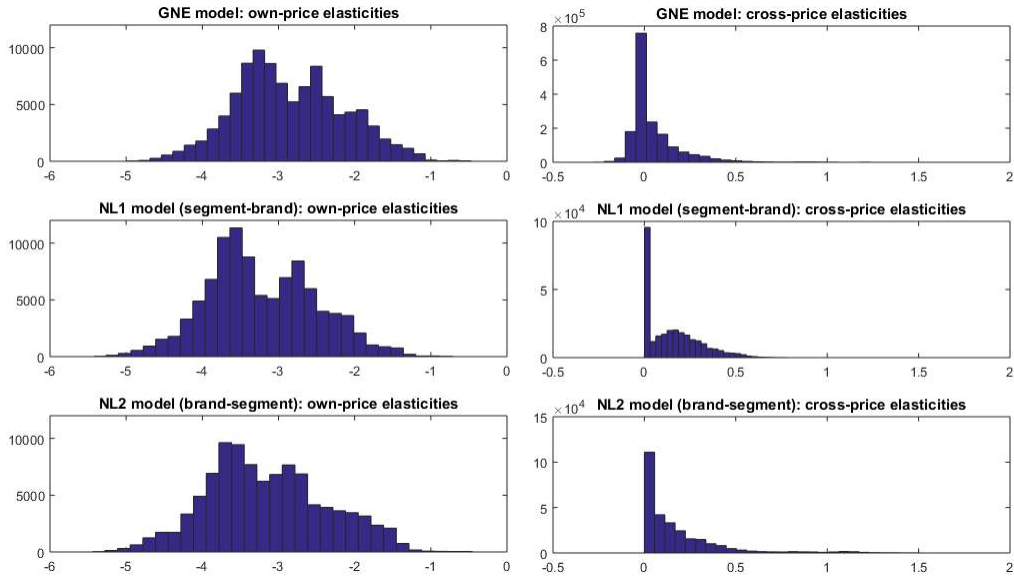 GNE model: own-price elasticities
10000
5000
0
-6 -5 -4 -3 -2 -1 0
GNE model: cross-price elasticities
×10^5
8
6
4
2
0
-0.5 0 0.5 1 1.5 2
NL1 model (segment-brand): own-price elasticities
10000
5000
0
-6 -5 -4 -3 -2 -1 0
NL1 model (segment-brand): cross-price elasticities
×10^4
10
5
0
-0.5 0 0.5 1 1.5 2
NL2 model (brand-segment): own-price elasticities
10000
5000
0
-6 -5 -4 -3 -2 -1 0
NL2 model (brand-segment): cross-price elasticities
×10^4
15
10
5
0
-0.5 0 0.5 1 1.5 2